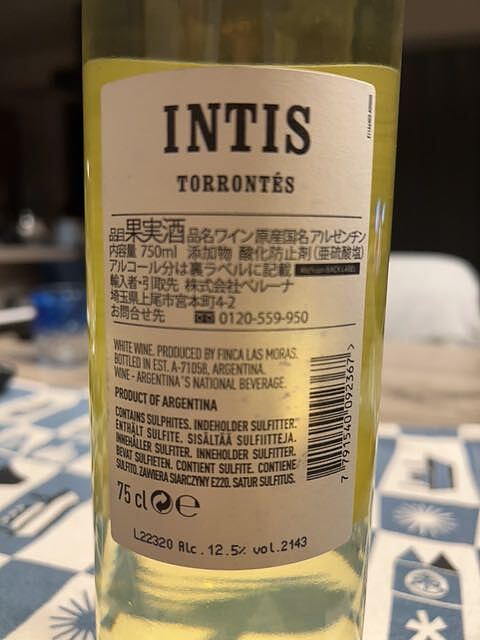 INTIS
TORRONTÉS
品目果実酒 品名ワイン 原産国名アルゼンチン
内容量 750ml 添加物 酸化防止剤(亜硫酸塩)
アルコール分は裏ラベルに記載
輸入者・引取先 株式会社ベルーナ
埼玉県上尾市宮本町4-2
お問合せ先 0120-559-950
WHITE WINE. PRODUCED BY FINCA LAS MORAS.
BOTTLED IN EST. A-71058, ARGENTINA.
WINE - ARGENTINA'S NATIONAL BEVERAGE.
PRODUCT OF ARGENTINA
CONTAINS SULPHITES. INDEHOLDER SULFITTER.
ENTHÄLT SULFITE. SISÄLTÄÄ SULFIITTEJA.
INNEHÅLLER SULFITER. INNEHOLDER SULFITTER.
BEVAT SULFIETEN. CONTIENT SULFITE. CONTIENE
SULFITO. ZAWIERA SIARCZYNY E220. SATUR SULFITUS.
75 cl e
7 791540 092367 >
L22320 Alc. 12.5% vol. 2143